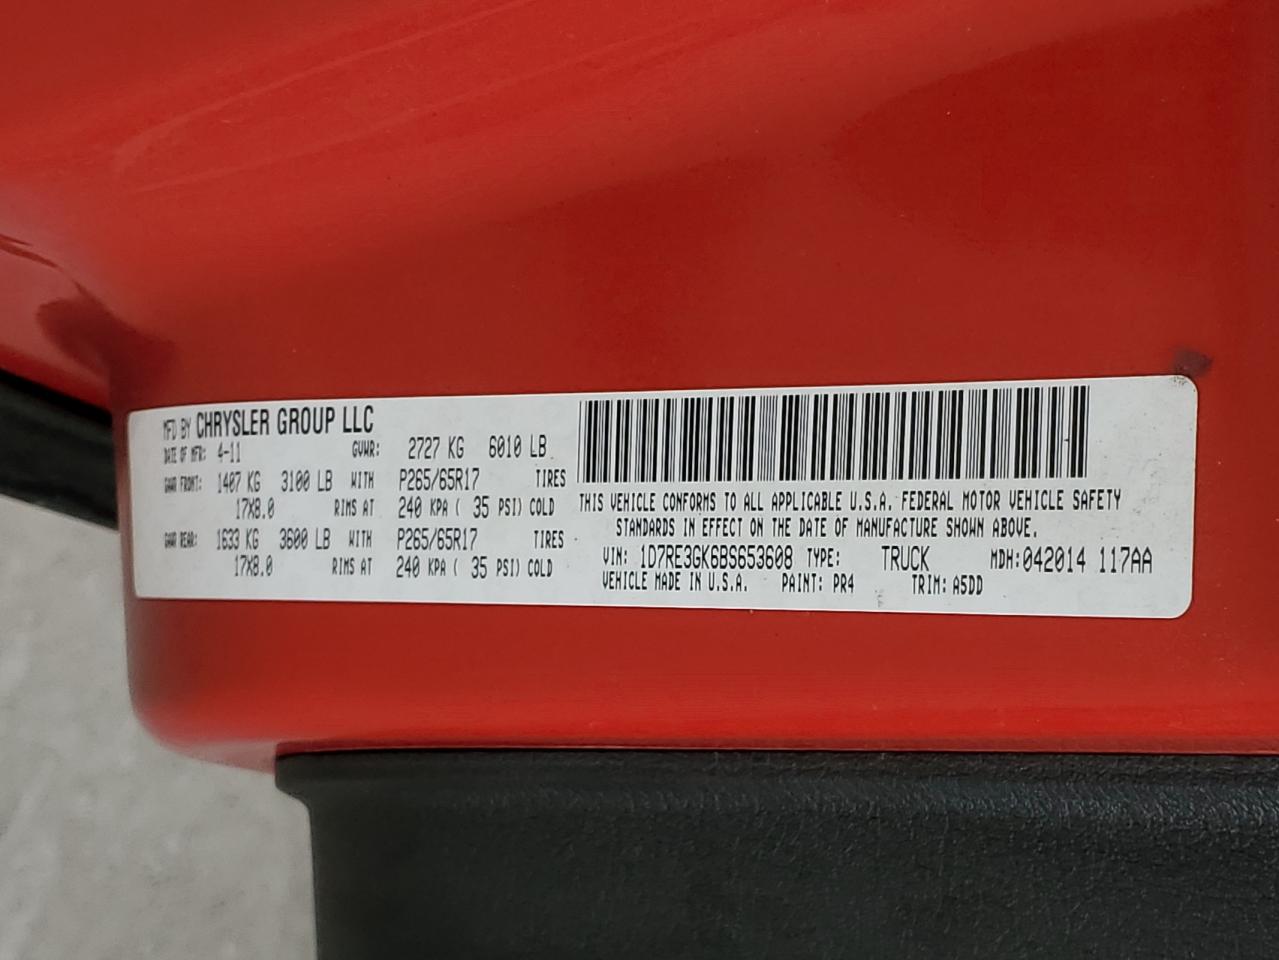 MFD BY CHRYSLER GROUP LLC
DATE OF MFR: 4-11 GVWR: 2727 KG 6010 LB
GAWR FRONT: 1407 KG 3100 LB WITH P265/65R17 TIRES
17X8.0 RIMS AT 240 KPA ( 35 PSI) COLD
GAWR REAR: 1633 KG 3600 LB WITH P265/65R17 TIRES
17X8.0 RIMS AT 240 KPA ( 35 PSI) COLD
THIS VEHICLE CONFORMS TO ALL APPLICABLE U.S.A. FEDERAL MOTOR VEHICLE SAFETY
STANDARDS IN EFFECT ON THE DATE OF MANUFACTURE SHOWN ABOVE.
VIN: 1D7RE3GK6BS653608 TYPE: TRUCK MDH:042014 117AA
VEHICLE MADE IN U.S.A. PAINT: PR4 TRIM: A5DD